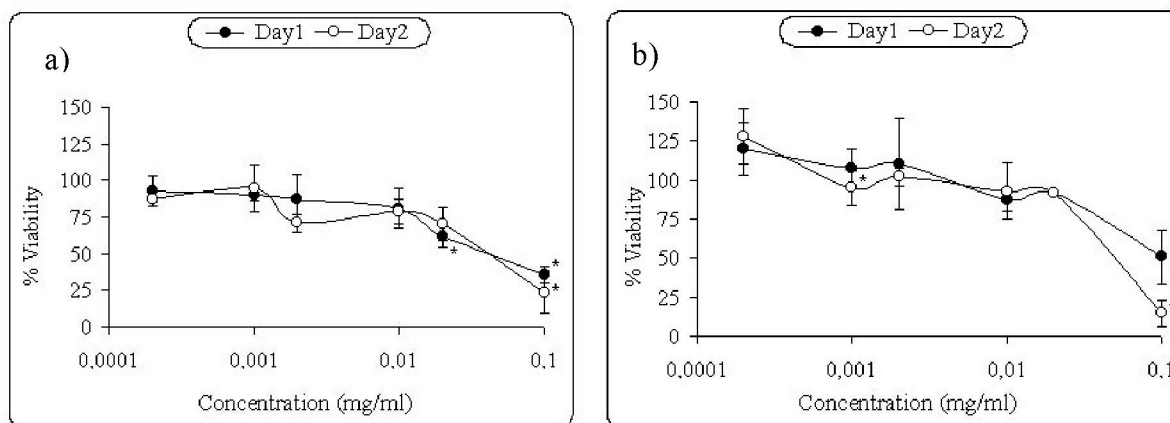 Day1 Day2
a)
% Viability
150
125
100
75
50
25
0
*
*
*
0,0001 0,001 0,01 0,1
Concentration (mg/ml)
Day1 Day2
b)
% Viability
150
125
100
75
50
25
0
*
*
0,0001 0,001 0,01 0,1
Concentration (mg/ml)